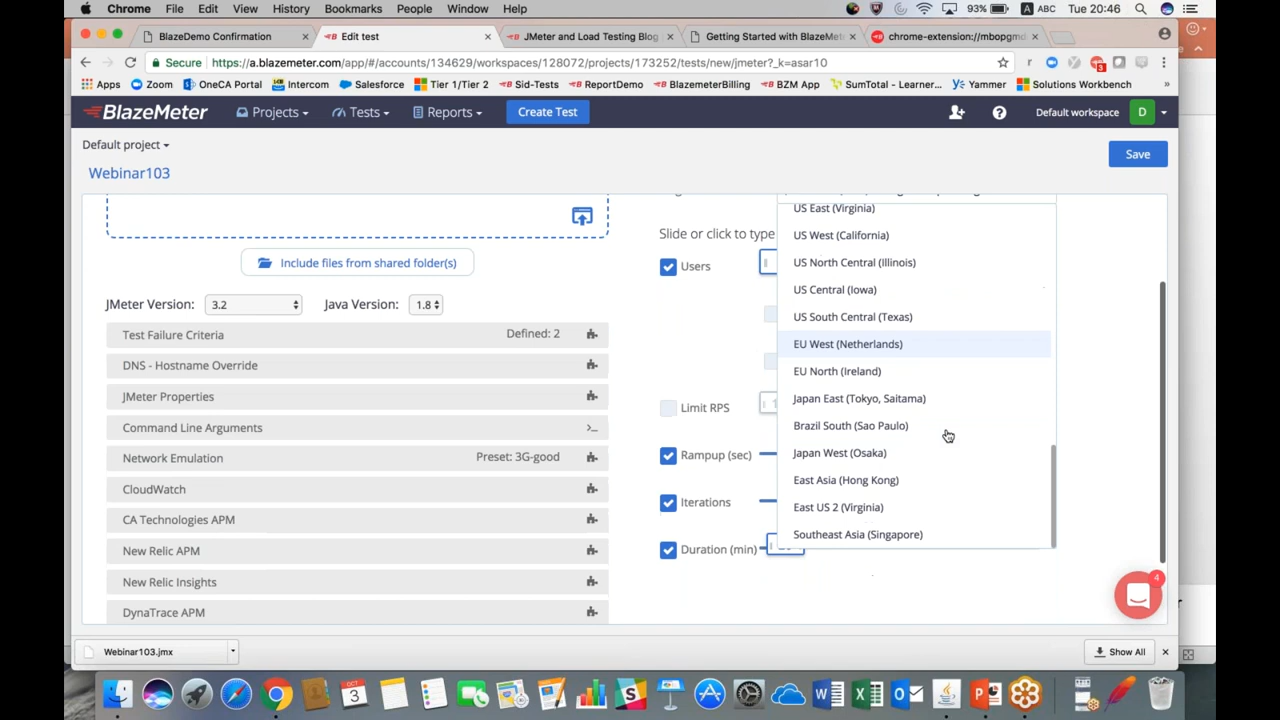 Chrome File Edit View History Bookmarks People Window Help 93% A ABC Tue 20:46
BlazeDemo Confirmation Edit test JMeter and Load Testing Blog Getting Started with BlazeMete chrome-extension://mbopgmd
Secure https://a.blazemeter.com/app/#/accounts/134629/workspaces/128072/projects/173252/tests/new/jmeter?_k=asar10
Apps Zoom OneCA Portal Intercom Salesforce Tier 1/Tier 2 Sid-Tests ReportDemo BlazemeterBilling BZM App SumTotal - Learner... Yammer Solutions Workbench »
BlazeMeter Projects Tests Reports Create Test Default workspace D
Default project
Webinar103
Save
US East (Virginia)
Slide or click to type
US West (California)
Include files from shared folder(s)
Users
US North Central (Illinois)
US Central (Iowa)
JMeter Version: 3.2 Java Version: 1.8
US South Central (Texas)
Test Failure Criteria Defined: 2
EU West (Netherlands)
DNS - Hostname Override
EU North (Ireland)
JMeter Properties
Japan East (Tokyo, Saitama)
Limit RPS
Command Line Arguments
Brazil South (Sao Paulo)
Network Emulation Preset: 3G-good
Rampup (sec)
Japan West (Osaka)
CloudWatch
East Asia (Hong Kong)
Iterations
East US 2 (Virginia)
CA Technologies APM
Southeast Asia (Singapore)
New Relic APM
Duration (min)
New Relic Insights
4
DynaTrace APM
Webinar103.jmx
Show All
OCT
3